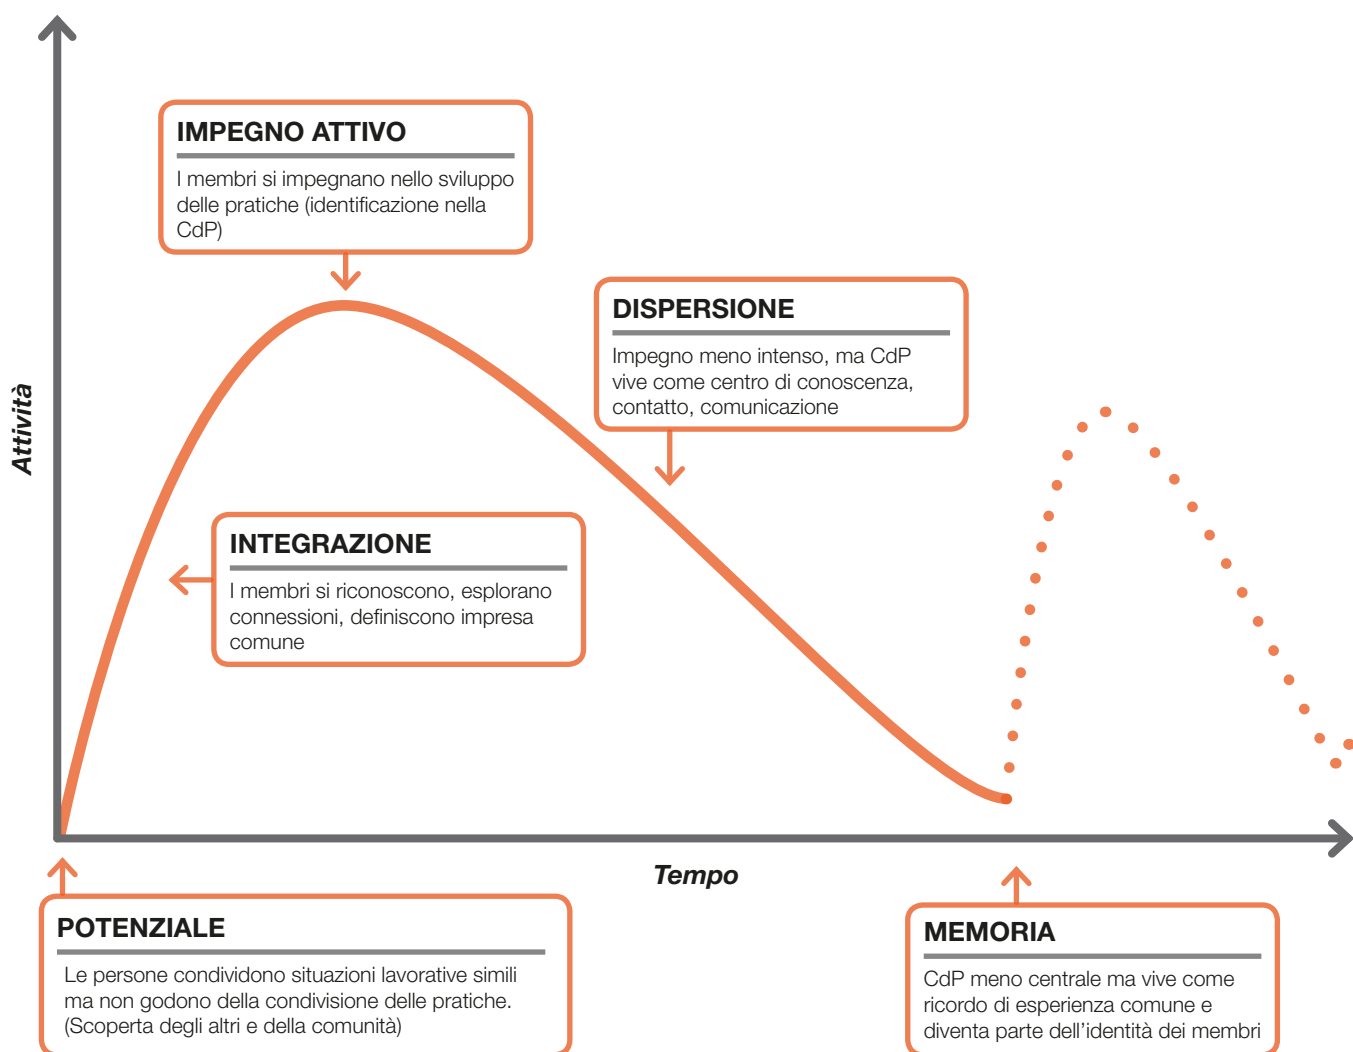 IMPEGNO ATTIVO
I membri si impegnano nello sviluppo
delle pratiche (identificazione nella
CdP)
DISPERSIONE
Impegno meno intenso, ma CdP
vive come centro di conoscenza,
contatto, comunicazione
Attività
INTEGRAZIONE
I membri si riconoscono, esplorano
connessioni, definiscono impresa
comune
Tempo
POTENZIALE
Le persone condividono situazioni lavorative simili
ma non godono della condivisione delle pratiche.
(Scoperta degli altri e della comunità)
MEMORIA
CdP meno centrale ma vive come
ricordo di esperienza comune e
diventa parte dell’identità dei membri